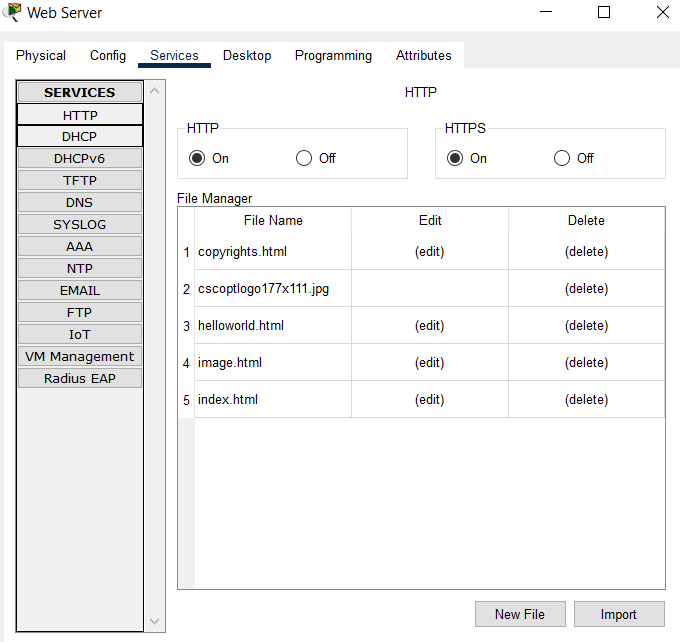 Web Server
Physical Config Services Desktop Programming Attributes
SERVICES
HTTP
DHCP
DHCPv6
TFTP
DNS
SYSLOG
AAA
NTP
EMAIL
FTP
IoT
VM Management
Radius EAP
HTTP
HTTP
On Off
HTTPS
On Off
File Manager
File Name Edit Delete
1 copyrights.html (edit) (delete)
2 cscoptlogo177x111.jpg (delete)
3 helloworld.html (edit) (delete)
4 image.html (edit) (delete)
5 index.html (edit) (delete)
New File Import